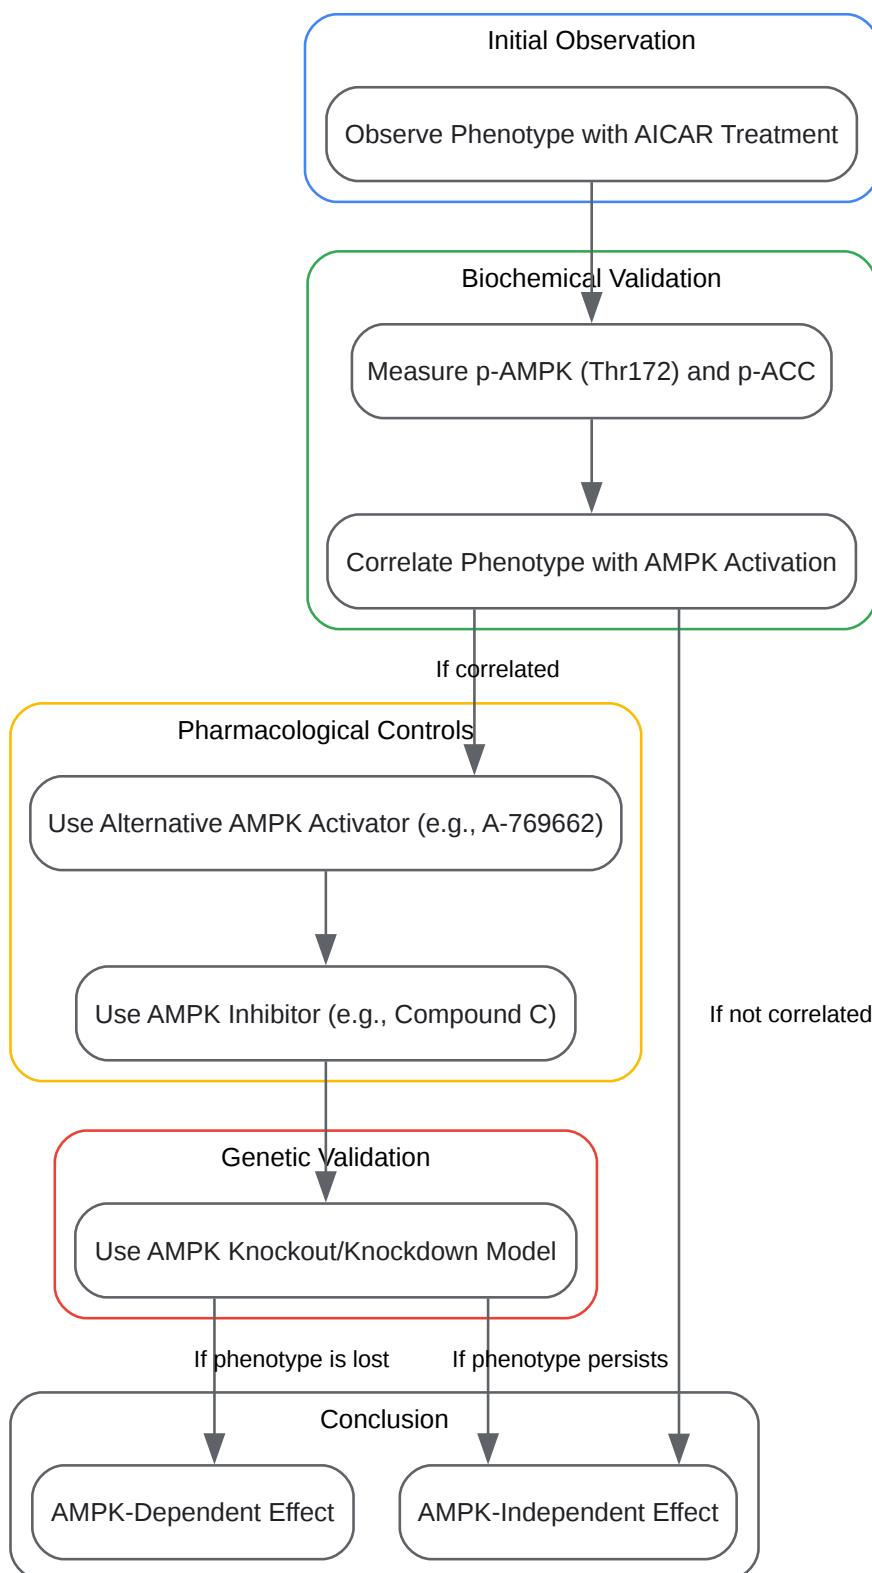 Initial Observation
Observe Phenotype with AICAR Treatment
Biochemical Validation
Measure p-AMPK (Thr172) and p-ACC
Correlate Phenotype with AMPK Activation
If correlated
Pharmacological Controls
Use Alternative AMPK Activator (e.g., A-769662)
Use AMPK Inhibitor (e.g., Compound C)
If not correlated
Genetic Validation
Use AMPK Knockout/Knockdown Model
If phenotype is lost
If phenotype persists
Conclusion
AMPK-Dependent Effect
AMPK-Independent Effect